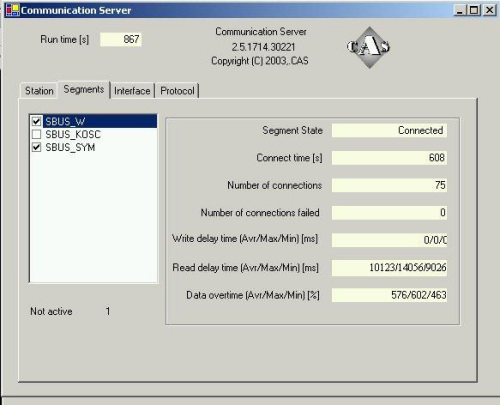 Communication Server
Run time [s] 867
Communication Server
2.5.1714.30221
Copyright (C) 2003, CAS
CAS
Station Segments Interface Protocol
SBUS_W
SBUS_KOSC
SBUS_SYM
Segment State Connected
Connect time [s] 608
Number of connections 75
Number of connections failed 0
Write delay time (Avr/Max/Min) [ms] 0/0/0
Read delay time (Avr/Max/Min) [ms] 10123/14056/9026
Data overtime (Avr/Max/Min) [%] 576/602/463
Not active 1